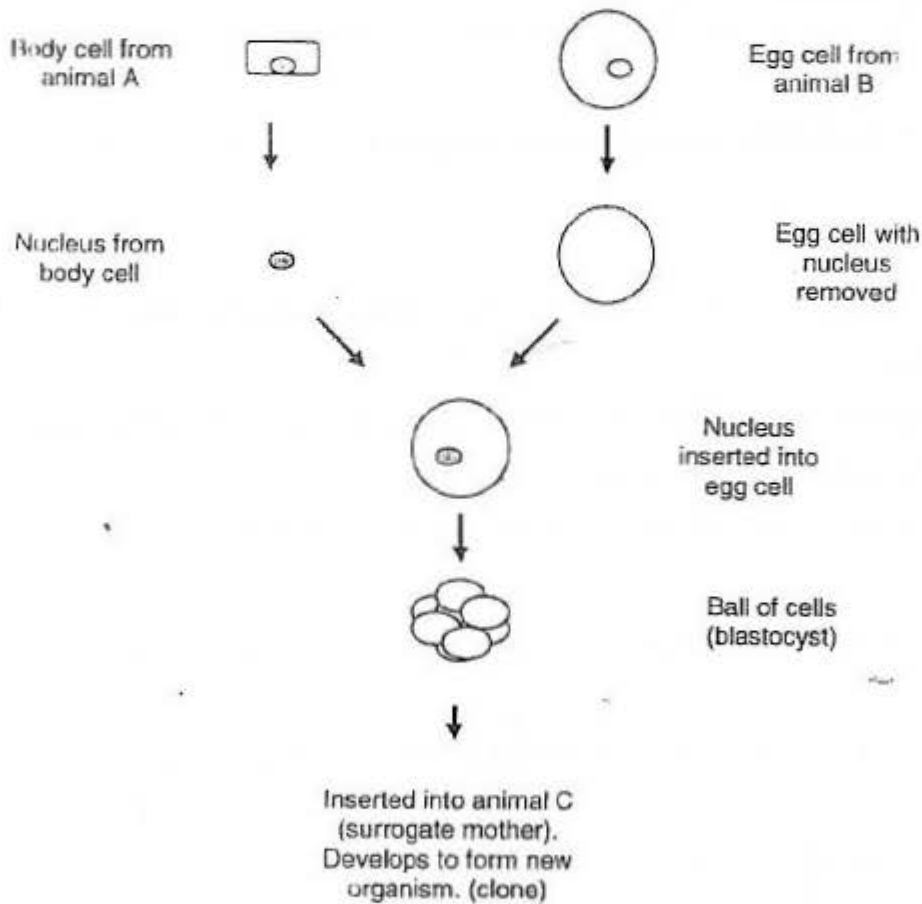 Body cell from
animal A
Egg cell from
animal B
Nucleus from
body cell
Egg cell with
nucleus
removed
Nucleus
inserted into
egg cell
Ball of cells
(blastocyst)
Inserted into animal C
(surrogate mother).
Develops to form new
organism. (clone)